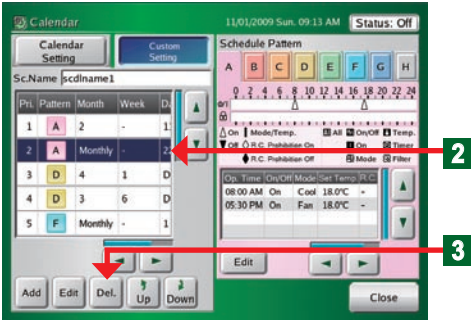 Calendar 11/01/2009 Sun. 09:13 AM Status: Off
Calendar Setting
Custom Setting
Sc.Name scdlname1
Pri. Pattern Month Week D
1 A 2 - 1
2 A Monthly - 2
3 D 4 1 D
4 D 3 6 D
5 F Monthly - 1
Add Edit Del. Up Down
Schedule Pattern
A B C D E F G H
0 2 4 6 8 10 12 14 16 18 20 22 24
0/1
On Mode/Temp. All On/Off Temp.
Off R.C. Prohibition On On Timer
R.C. Prohibition Off Mode Filter
Op. Time On/Off Mode Set Temp. R.C.
08:00 AM On Cool 18.0°C -
05:30 PM On Fan 18.0°C -
Edit
Close
2
3